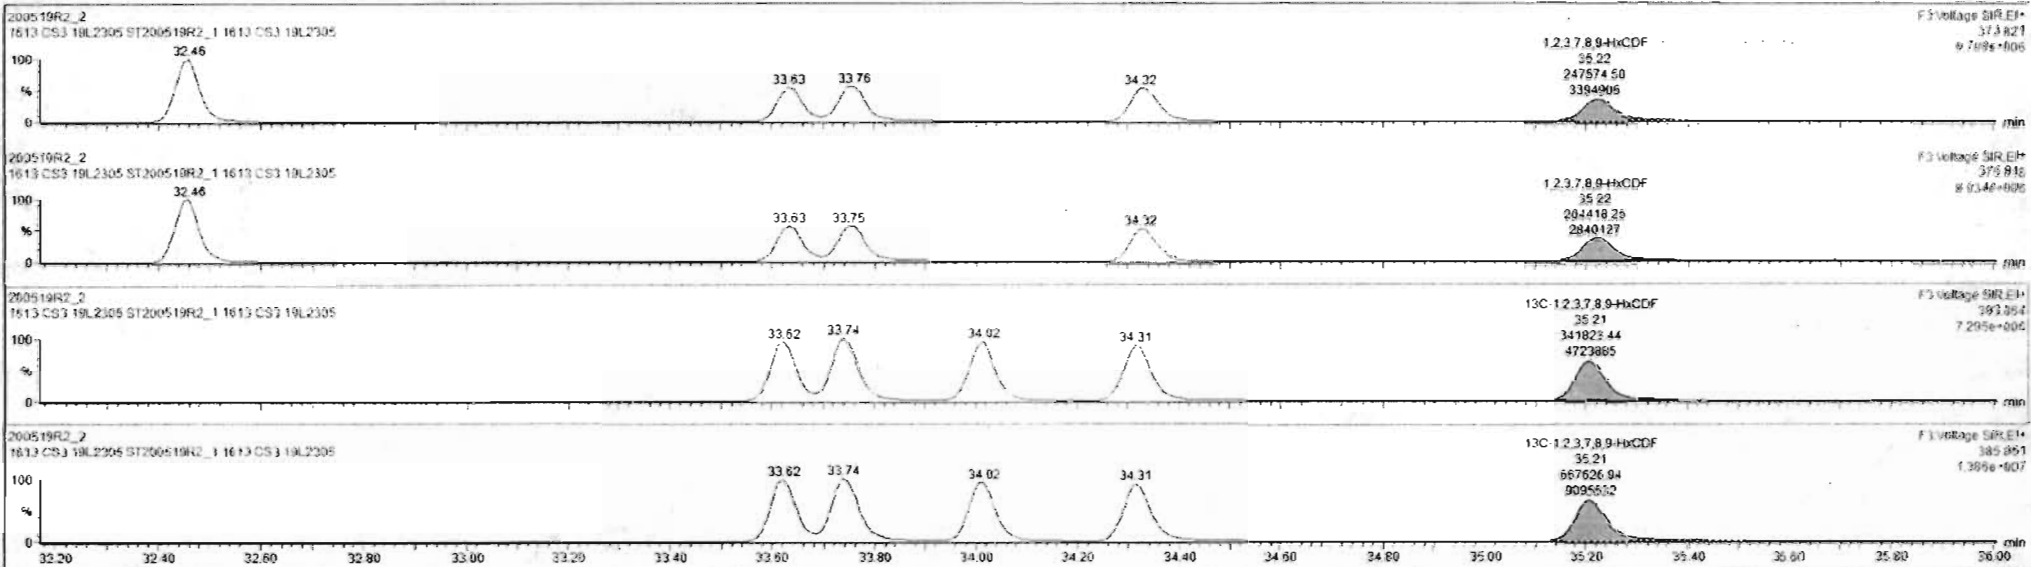 200519R2_2
1613 CS3 19L2305 ST200519R2_1 1613 CS3 19L2305
F3:Voltage SIR,EI+
373.821
32.46
33.63
33.76
34.32
1,2,3,7,8,9-HxCDF
35.22
247574.50
3394906
100
%
0
min
200519R2_2
1613 CS3 19L2305 ST200519R2_1 1613 CS3 19L2305
F3:Voltage SIR,EI+
32.46
33.63
33.75
34.32
1,2,3,7,8,9-HxCDF
35.22
204418.25
2840127
100
%
0
min
200519R2_2
1613 CS3 19L2305 ST200519R2_1 1613 CS3 19L2305
F3:Voltage SIR,EI+
7.295e+006
33.62
33.74
34.02
34.31
13C-1,2,3,7,8,9-HxCDF
35.21
341823.44
4723885
100
%
0
min
200519R2_2
1613 CS3 19L2305 ST200519R2_1 1613 CS3 19L2305
F3:Voltage SIR,EI+
1.386e+007
33.62
33.74
34.02
34.31
13C-1,2,3,7,8,9-HxCDF
35.21
667626.94
100
%
0
min
32.20 32.40 32.60 32.80 33.00 33.20 33.40 33.60 33.80 34.00 34.20 34.40 34.60 34.80 35.00 35.20 35.40 35.60 35.80 36.00